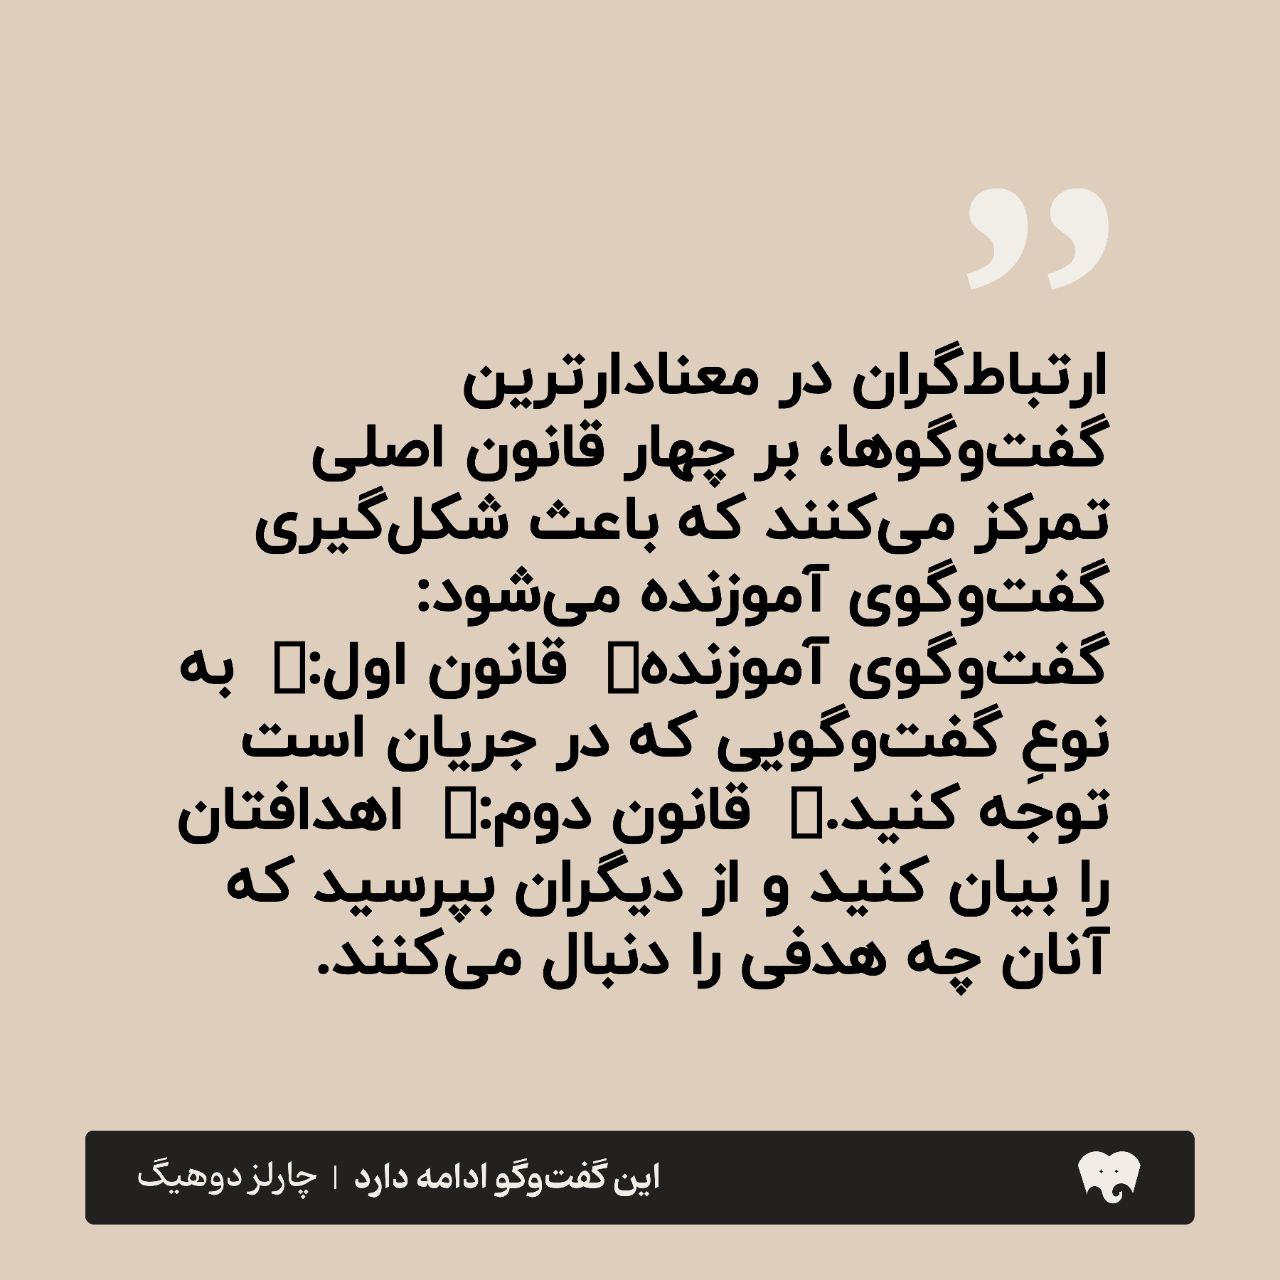 ارتباط‌گران در معنادارترین
گفت‌وگوها، بر چهار قانون اصلی
تمرکز می‌کنند که باعث شکل‌گیری
گفت‌وگوی آموزنده می‌شود:
گفت‌وگوی آموزنده▯ قانون اول:▯ به
نوعِ گفت‌وگویی که در جریان است
توجه کنید.▯ قانون دوم:▯ اهدافتان
را بیان کنید و از دیگران بپرسید که
آنان چه هدفی را دنبال می‌کنند.
این گفت‌وگو ادامه دارد | چارلز دوهیگ